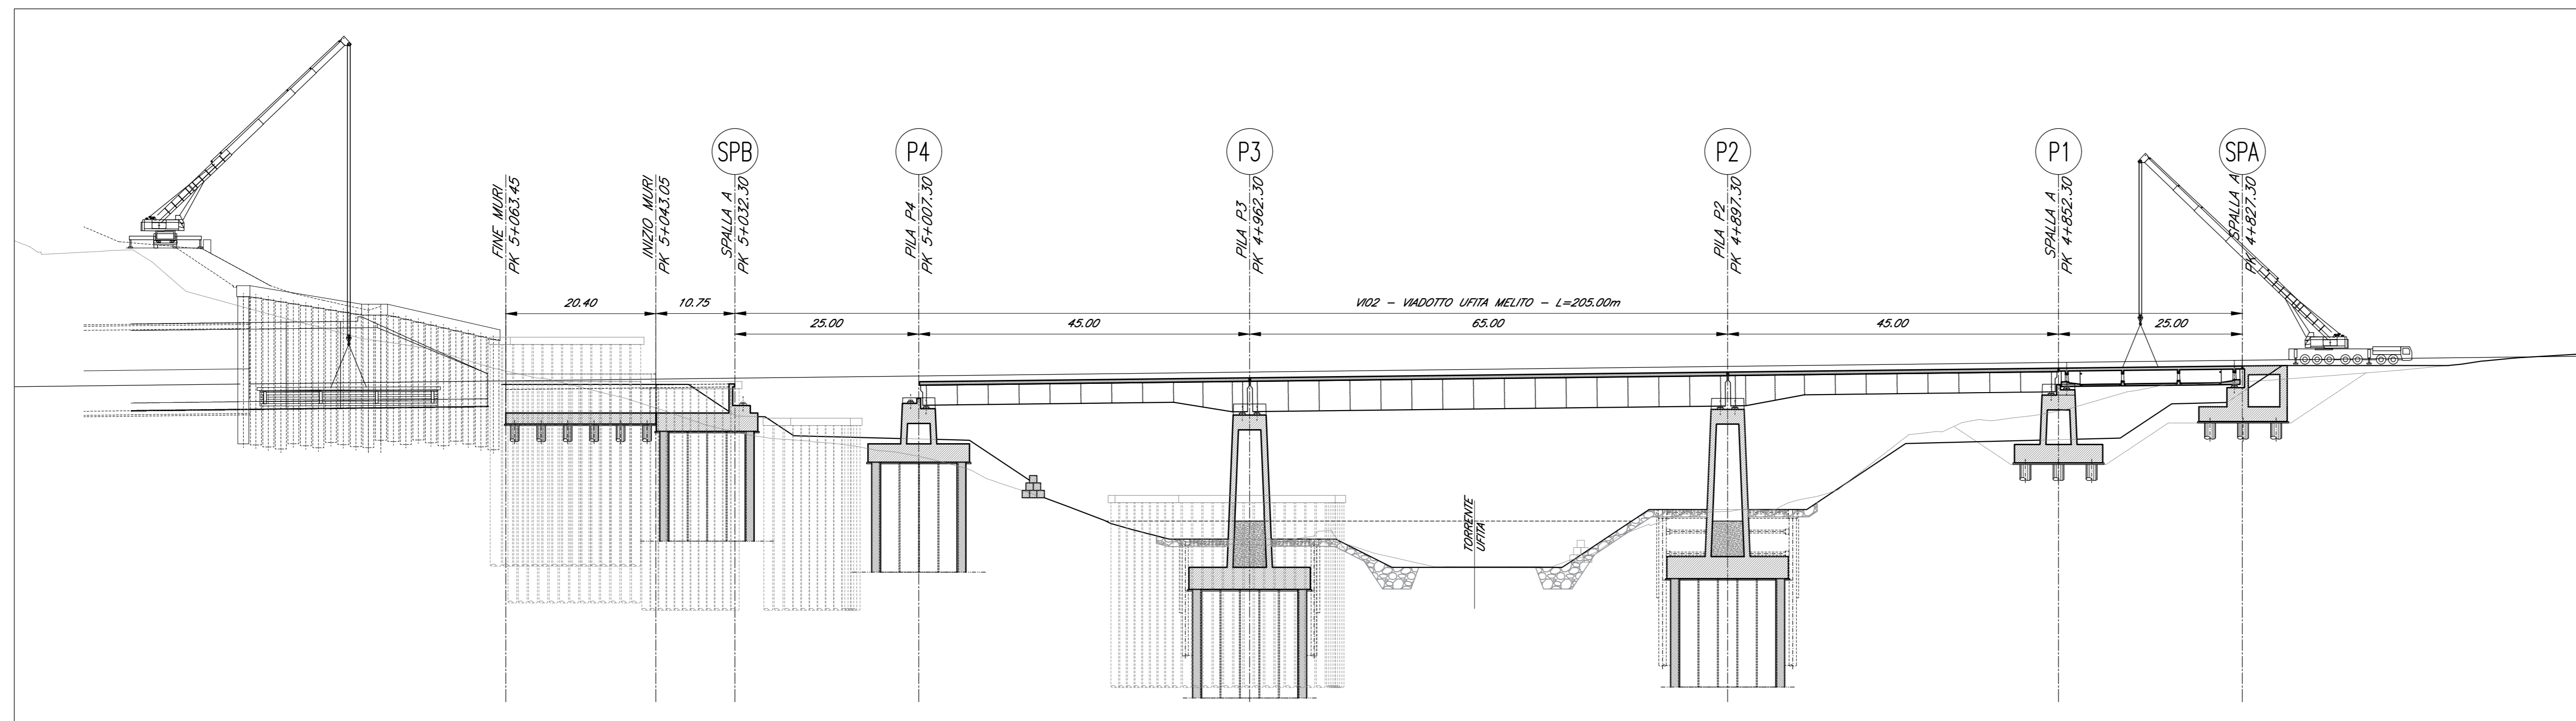 SPB
P4
P3
P2
P1
SPA
FINE MURI
PK 5+063.45
INIZIO MURI
PK 5+043.05
SPALLA A
PK 5+032.30
PILA P4
PK 5+007.30
PILA P3
PK 4+962.30
PILA P2
PK 4+897.30
SPALLA A
PK 4+852.30
SPALLA A
PK 4+827.30
20.40
10.75
VI02 - VIADOTTO UFITA MELITO - L=205.00m
25.00
45.00
65.00
45.00
25.00
TORRENTE
UFITA